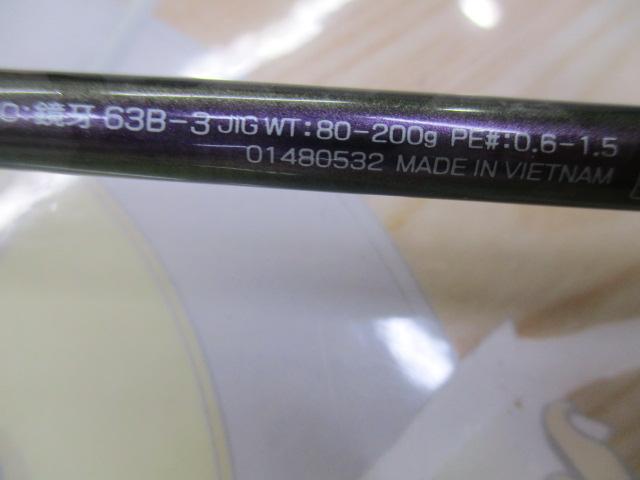 O:鏡牙 63B-3 JIG WT:80-200g PE#:0.6-1.5
01480532 MADE IN VIETNAM